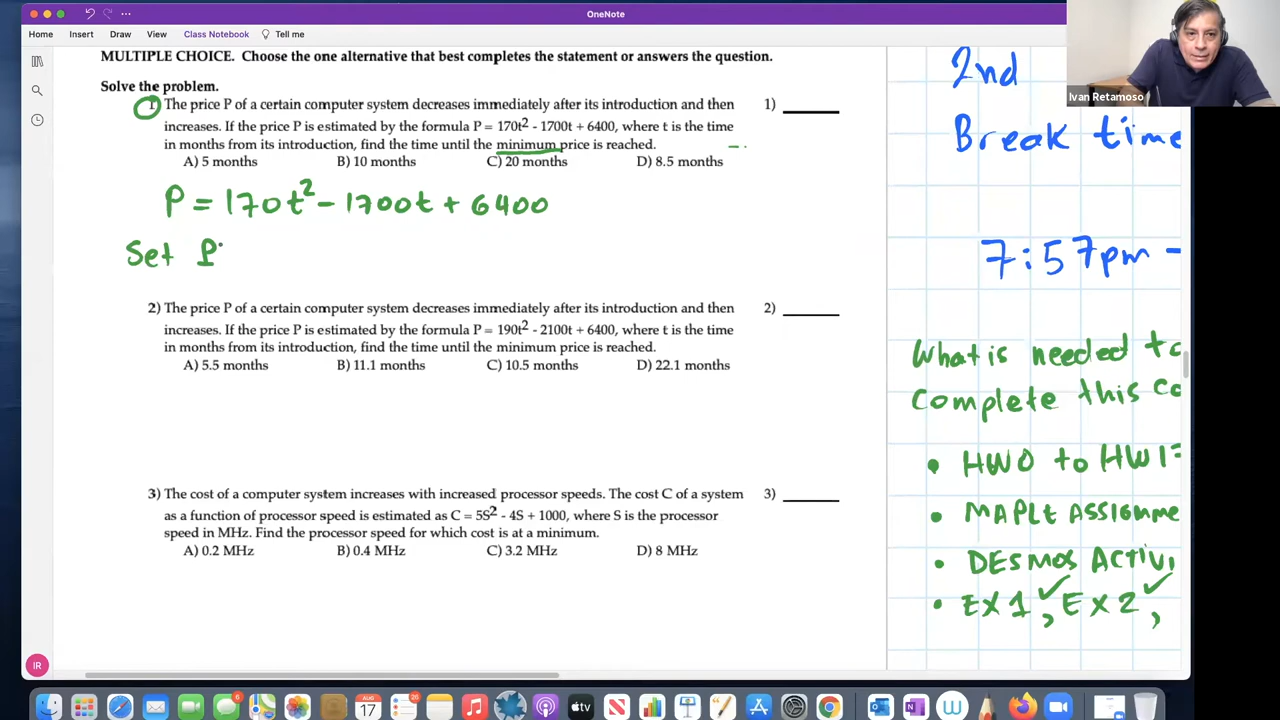 OneNote
Home Insert Draw View Class Notebook Tell me
Ivan Retamoso
MULTIPLE CHOICE. Choose the one alternative that best completes the statement or answers the question.
Solve the problem.
1) The price P of a certain computer system decreases immediately after its introduction and then 1)
increases. If the price P is estimated by the formula P = 170t² - 1700t + 6400, where t is the time
in months from its introduction, find the time until the minimum price is reached.
A) 5 months B) 10 months C) 20 months D) 8.5 months
P = 170t² - 1700t + 6400
Set P'
2) The price P of a certain computer system decreases immediately after its introduction and then 2)
increases. If the price P is estimated by the formula P = 190t² - 2100t + 6400, where t is the time
in months from its introduction, find the time until the minimum price is reached.
A) 5.5 months B) 11.1 months C) 10.5 months D) 22.1 months
3) The cost of a computer system increases with increased processor speeds. The cost C of a system 3)
as a function of processor speed is estimated as C = 5S² - 4S + 1000, where S is the processor
speed in MHz. Find the processor speed for which cost is at a minimum.
A) 0.2 MHz B) 0.4 MHz C) 3.2 MHz D) 8 MHz
2nd
Break time
7:57pm -
What is needed to
Complete this co
• HW0 to HW1
• MAPLE ASSIGNME
• DESMOS ACTIVI
• EX1 ✓, EX2 ✓,
IR
AUG
17
6
26
tv